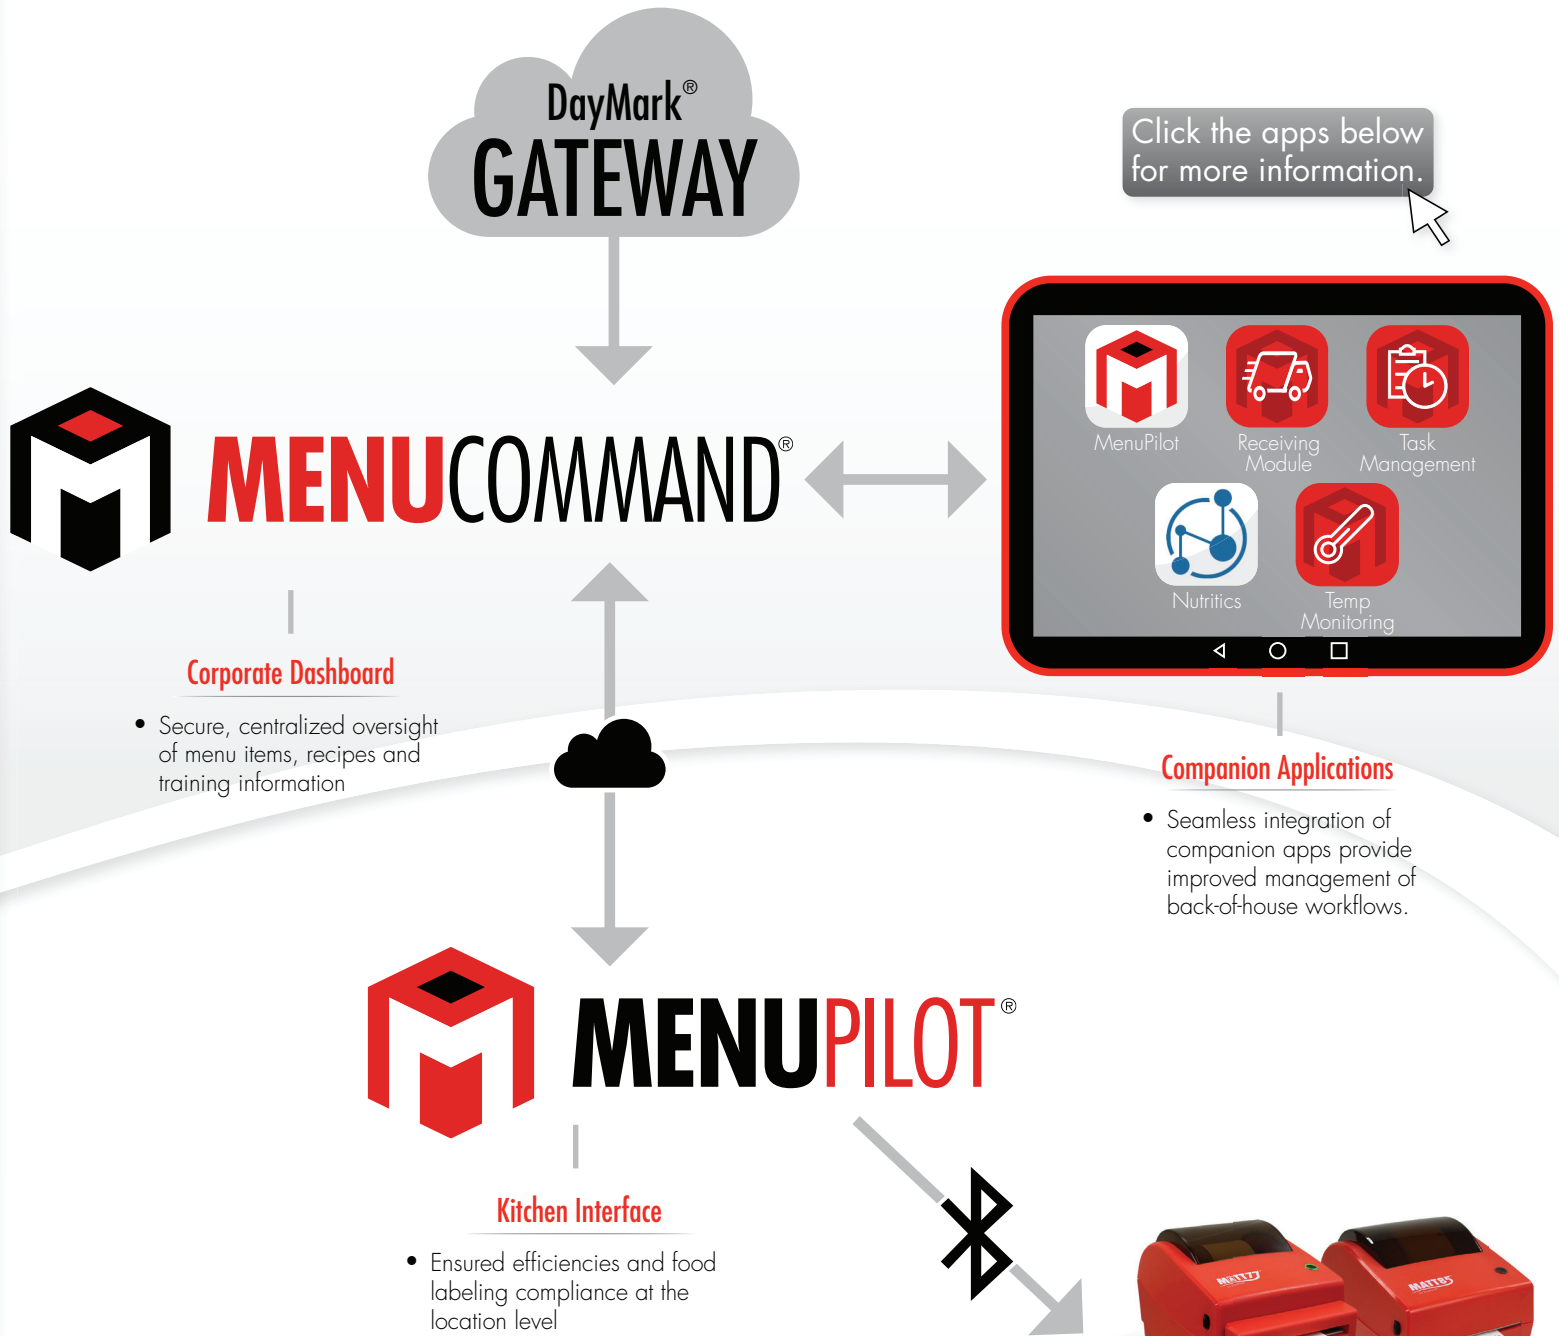 DayMark®
GATEWAY
Click the apps below
for more information.
MENUCOMMAND®
MenuPilot
Receiving
Module
Task
Management
Nutritics
Temp
Monitoring
Corporate Dashboard
• Secure, centralized oversight
of menu items, recipes and
training information
Companion Applications
• Seamless integration of
companion apps provide
improved management of
back-of-house workflows.
MENUPILOT®
Kitchen Interface
• Ensured efficiencies and food
labeling compliance at the
location level
MATT77
MATT85